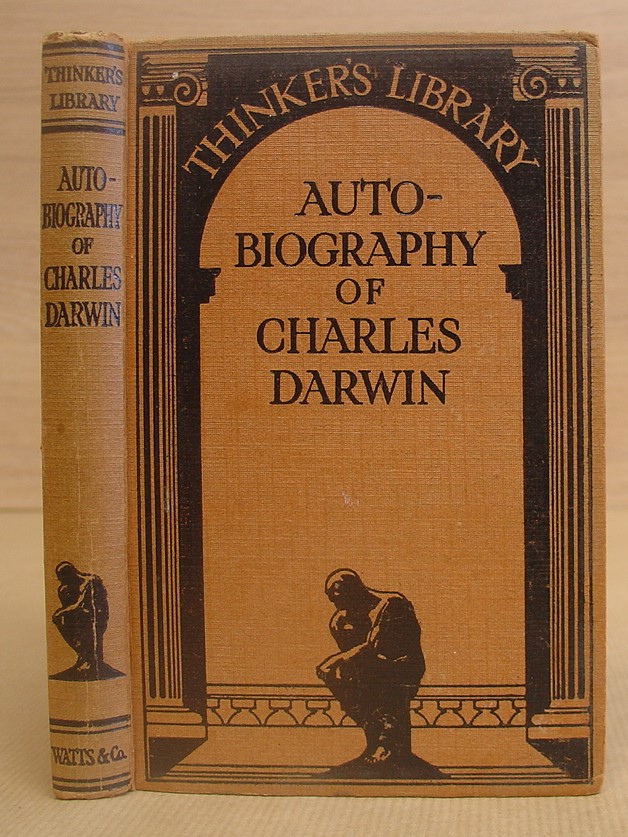 THINKER'S
LIBRARY
AUTO-
BIOGRAPHY
OF
CHARLES
DARWIN
WATTS & Co.
THINKER'S LIBRARY
AUTO-
BIOGRAPHY
OF
CHARLES
DARWIN